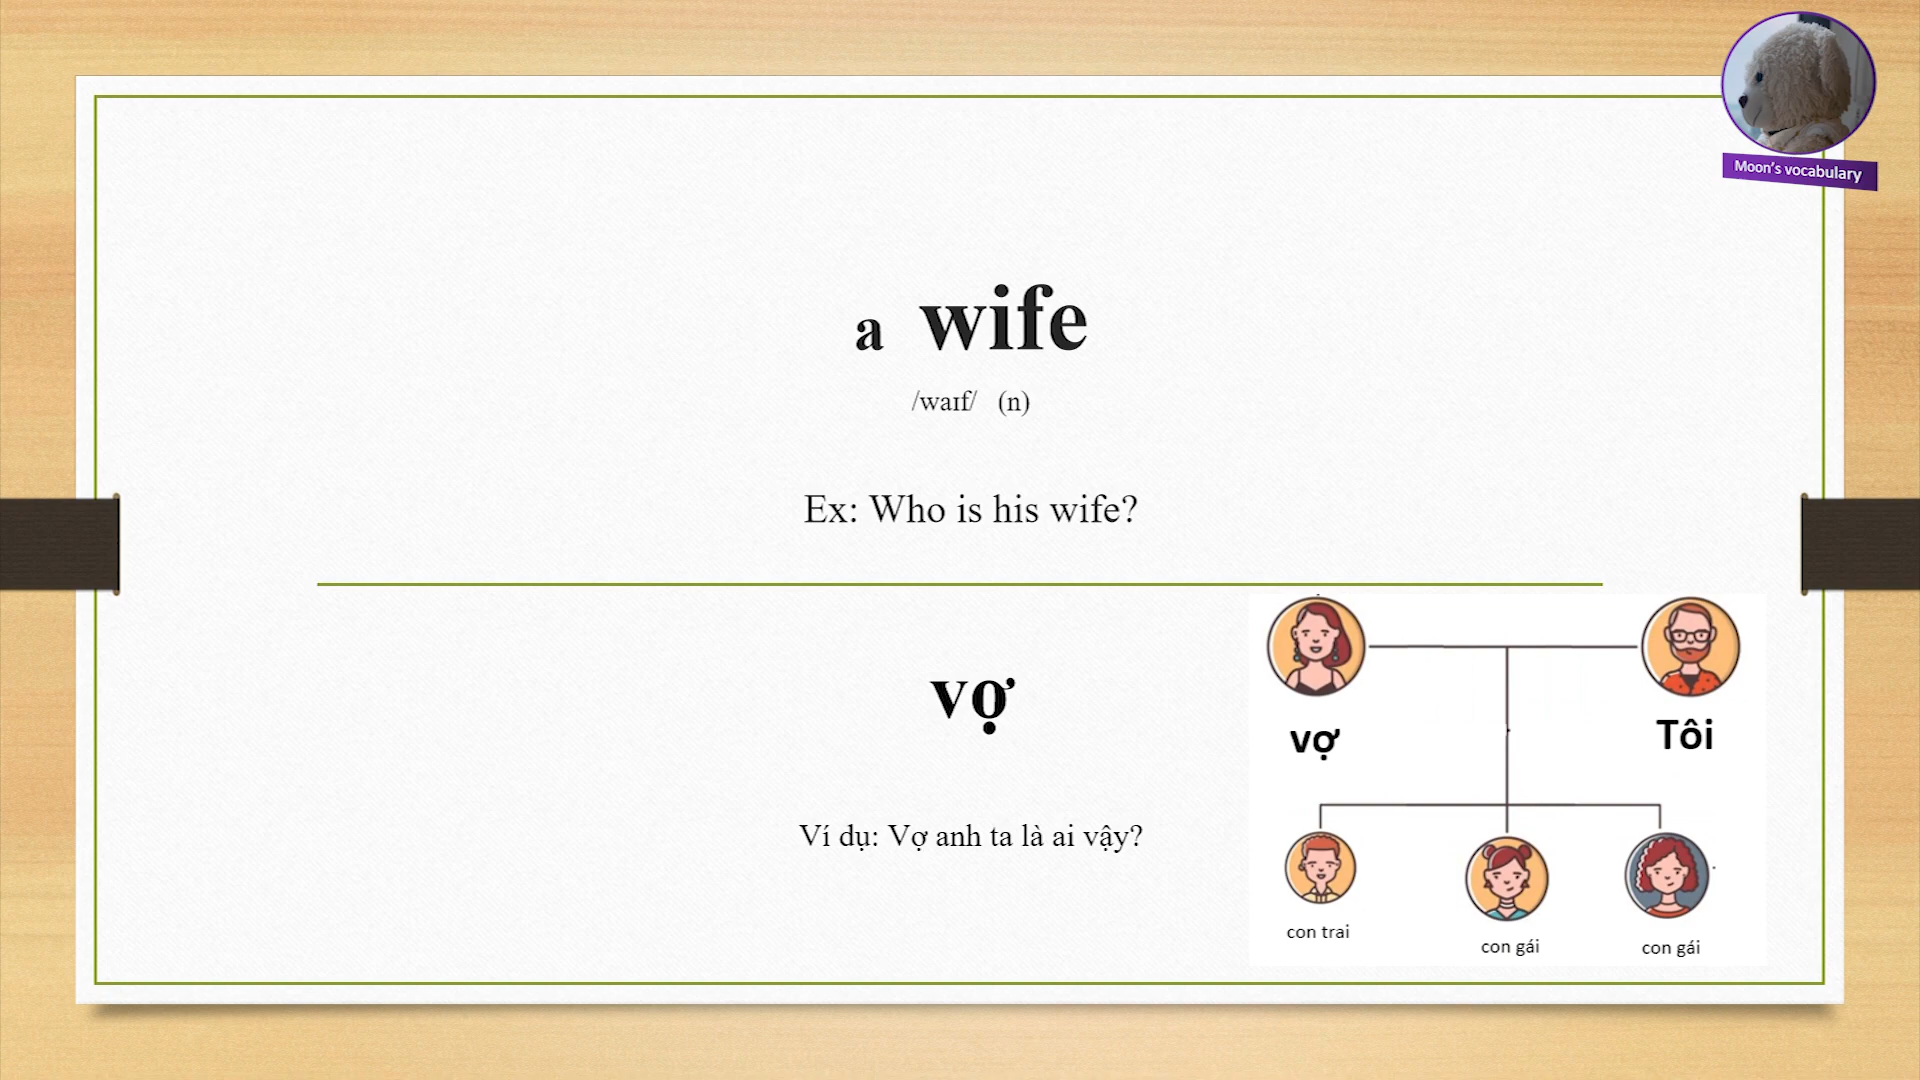 Moon's vocabulary
a wife
/waɪf/ (n)
Ex: Who is his wife?
vợ
Ví dụ: Vợ anh ta là ai vậy?
vợ
Tôi
con trai
con gái
con gái